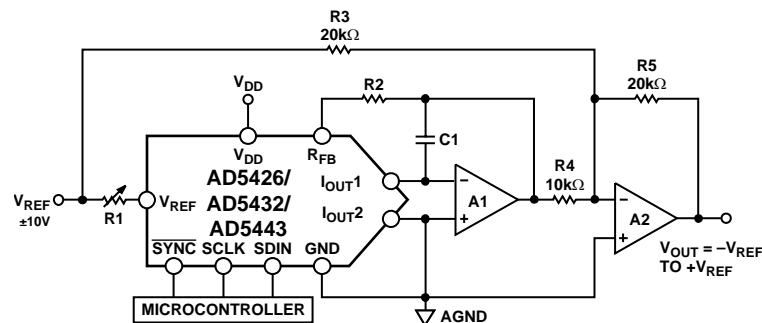 R3
20kΩ
VDD
R2
R5
20kΩ
VDD
RFB
C1
AD5426/
AD5432/
AD5443
IOUT1
R4
10kΩ
VREF
±10V
R1
VREF
IOUT2
−
+
A1
−
+
A2
SYNC SCLK SDIN GND
VOUT = –VREF
TO +VREF
MICROCONTROLLER
AGND